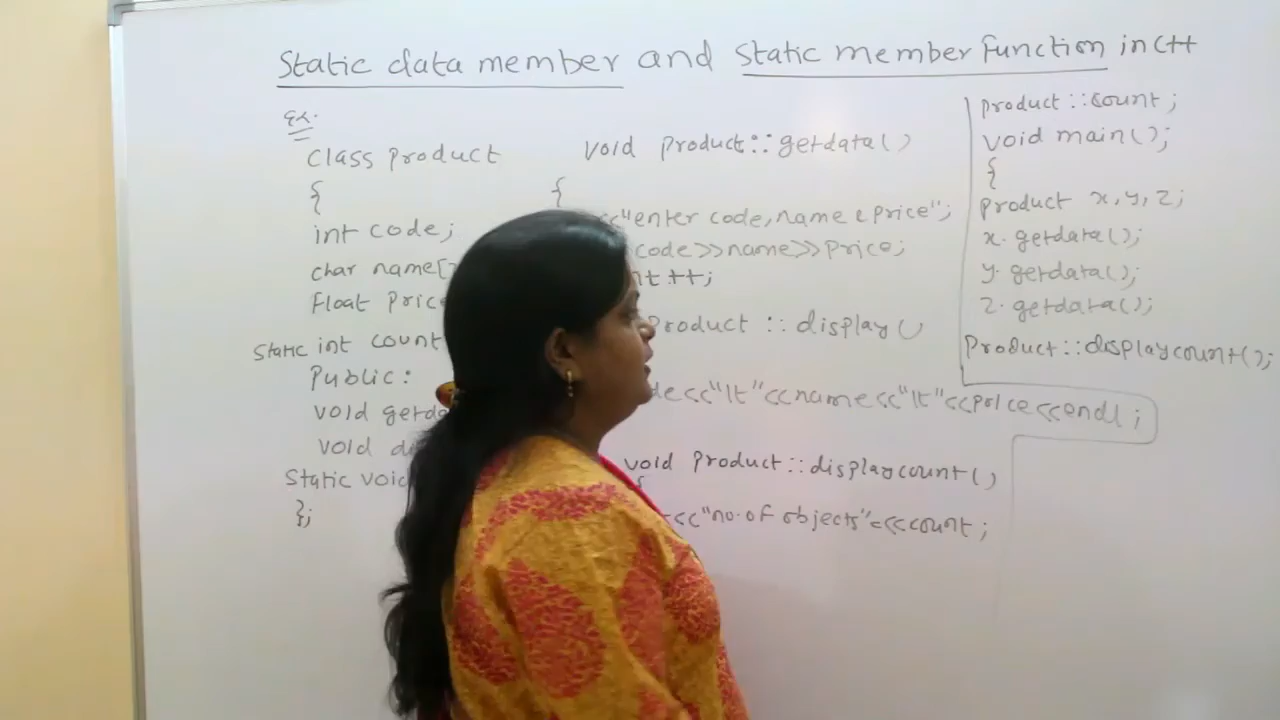 Static data member and Static member function in C++
Ex.
Class product
{
int code;
char name[
Float Pric
Static int count
Public:
void getd
void di
Static void
};
void product::getdata()
{
<<"enter code, name & Price";
code>>name>>Price;
nt ++;
Product :: display()
de<<"\t"<<name<<"\t"<<price<<endl;
void Product::displaycount()
{
<<"no. of objects"=<<count;
product::count;
void main();
{
product x, y, z;
x. getdata();
y. getdata();
z. getdata();
Product::displaycount();